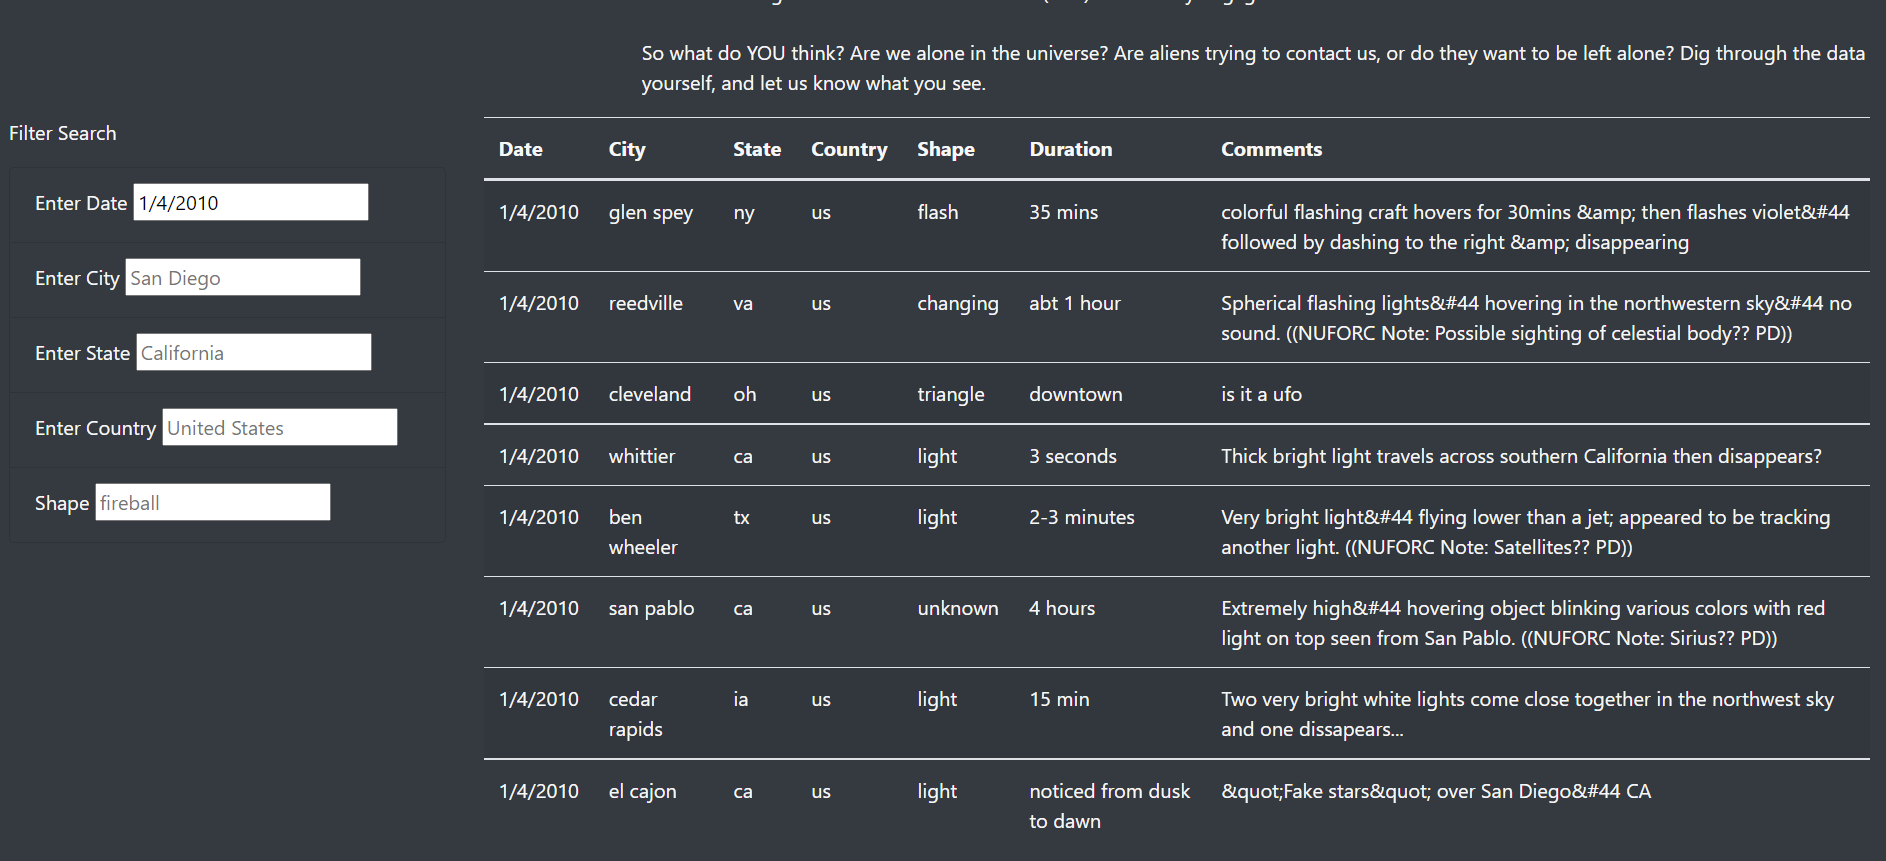 So what do YOU think? Are we alone in the universe? Are aliens trying to contact us, or do they want to be left alone? Dig through the data
yourself, and let us know what you see.
Filter Search
Enter Date 1/4/2010
Enter City San Diego
Enter State California
Enter Country United States
Shape fireball
Date City State Country Shape Duration Comments
1/4/2010 glen spey ny us flash 35 mins colorful flashing craft hovers for 30mins &amp; then flashes violet&#44
followed by dashing to the right &amp; disappearing
1/4/2010 reedville va us changing abt 1 hour Spherical flashing lights&#44 hovering in the northwestern sky&#44 no
sound. ((NUFORC Note: Possible sighting of celestial body?? PD))
1/4/2010 cleveland oh us triangle downtown is it a ufo
1/4/2010 whittier ca us light 3 seconds Thick bright light travels across southern California then disappears?
1/4/2010 ben tx us light 2-3 minutes Very bright light&#44 flying lower than a jet; appeared to be tracking
wheeler another light. ((NUFORC Note: Satellites?? PD))
1/4/2010 san pablo ca us unknown 4 hours Extremely high&#44 hovering object blinking various colors with red
light on top seen from San Pablo. ((NUFORC Note: Sirius?? PD))
1/4/2010 cedar ia us light 15 min Two very bright white lights come close together in the northwest sky
rapids and one dissapears...
1/4/2010 el cajon ca us light noticed from dusk &quot;Fake stars&quot; over San Diego&#44 CA
to dawn